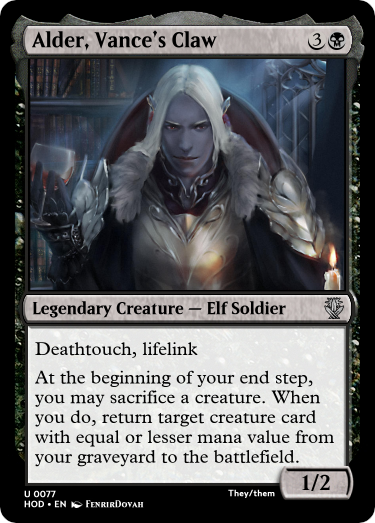 Alder, Vance's Claw 3
Legendary Creature — Elf Soldier
Deathtouch, lifelink
At the beginning of your end step,
you may sacrifice a creature. When
you do, return target creature card
with equal or lesser mana value from
your graveyard to the battlefield.
1/2
U 0077
They/them
HOD • EN FenrirDovah